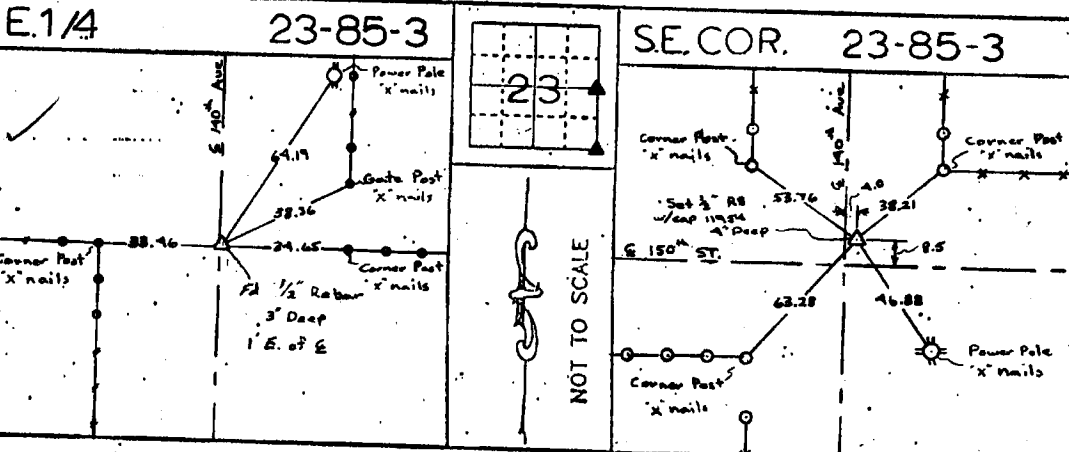 E.1/4 23-85-3
℄ 140th Ave
Power Pole
"x" nails
64.19
Gate Post
"x" nails
38.36
33.46
34.65
Corner Post
"x" nails
Corner Post
"x" nails
Fd 1/2" Rebar
3" Deep
1' E. of ℄
23
NOT TO SCALE
S.E. COR. 23-85-3
℄ 140th Ave
Corner Post
"x" nails
Corner Post
"x" nails
53.76
4.0
38.21
Set ½" RB
w/cap 11954
4" Deep
℄ 150th ST.
8.5
63.28
46.88
Power Pole
"x" nails
Corner Post
"x" nails